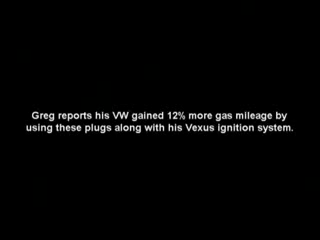 Greg reports his VW gained 12% more gas mileage by
using these plugs along with his Vexus ignition system.